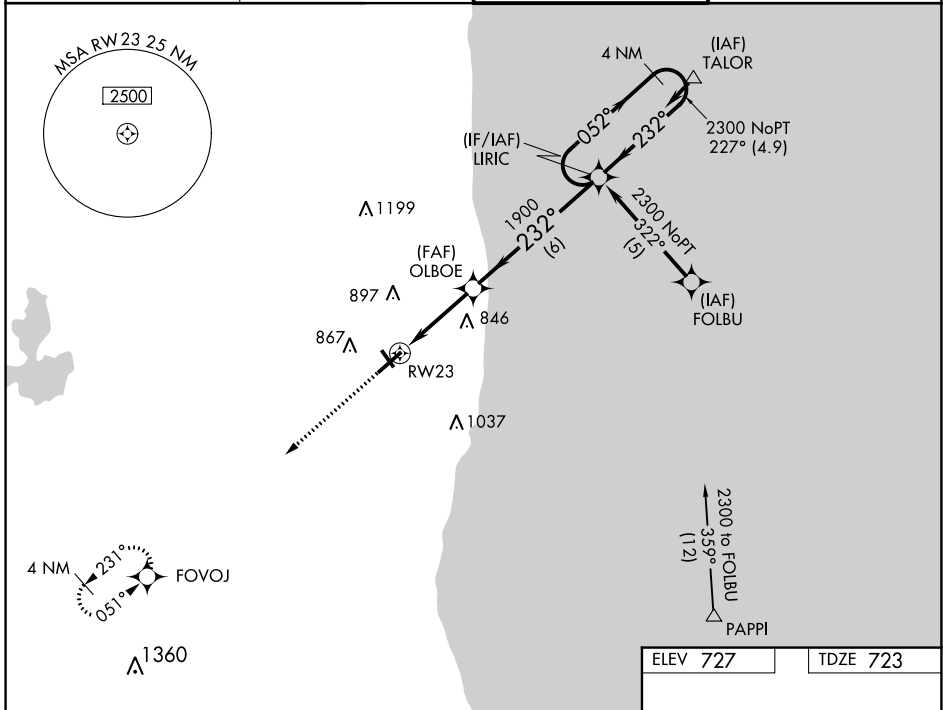 MSA RW23 25 NM
2500
4 NM
(IAF)
TALOR
052°
232°
2300 NoPT
227° (4.9)
(IF/IAF)
LIRIC
1199
1900
232°
(6)
2300 NoPT
322°
(5)
(FAF)
OLBOE
897
846
(IAF)
FOLBU
867
RW23
1037
2300 to FOLBU
359°
(12)
4 NM
231°
051°
FOVOJ
PAPPI
1360
ELEV 727
TDZE 723